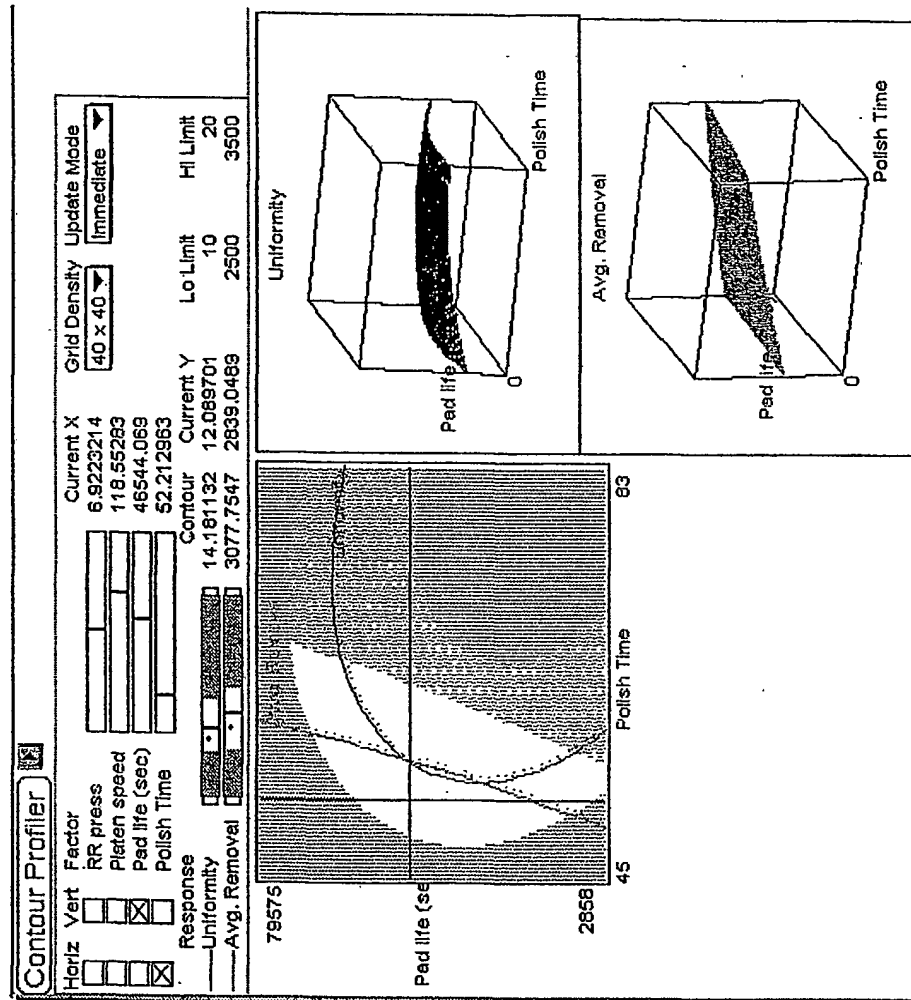 Contour Profiler
Horiz Vert Factor Current X Grid Density Update Mode
RR press 6.9223214 40 x 40 Immediate
Platen speed 118.55283
Pad life (sec) 46544.069
Polish Time 52.212963
Response Contour Current Y Lo Limit Hi Limit
Uniformity 14.181132 12.089701 10 20
Avg. Removal 3077.7547 2839.0489 2500 3500
79575
Pad life (se
2858
45 Polish Time 83
Uniformity
Pad life
0
Polish Time
Avg. Removal
Pad life
0
Polish Time